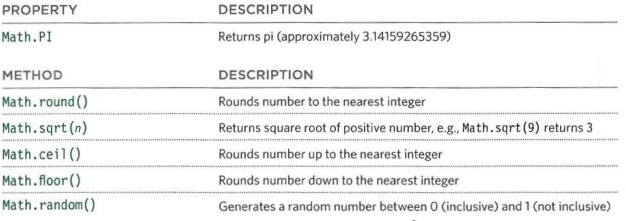 PROPERTY DESCRIPTION
Math.PI Returns pi (approximately 3.14159265359)
METHOD DESCRIPTION
Math.round() Rounds number to the nearest integer
Math.sqrt(n) Returns square root of positive number, e.g., Math.sqrt(9) returns 3
Math.ceil() Rounds number up to the nearest integer
Math.floor() Rounds number down to the nearest integer
Math.random() Generates a random number between 0 (inclusive) and 1 (not inclusive)